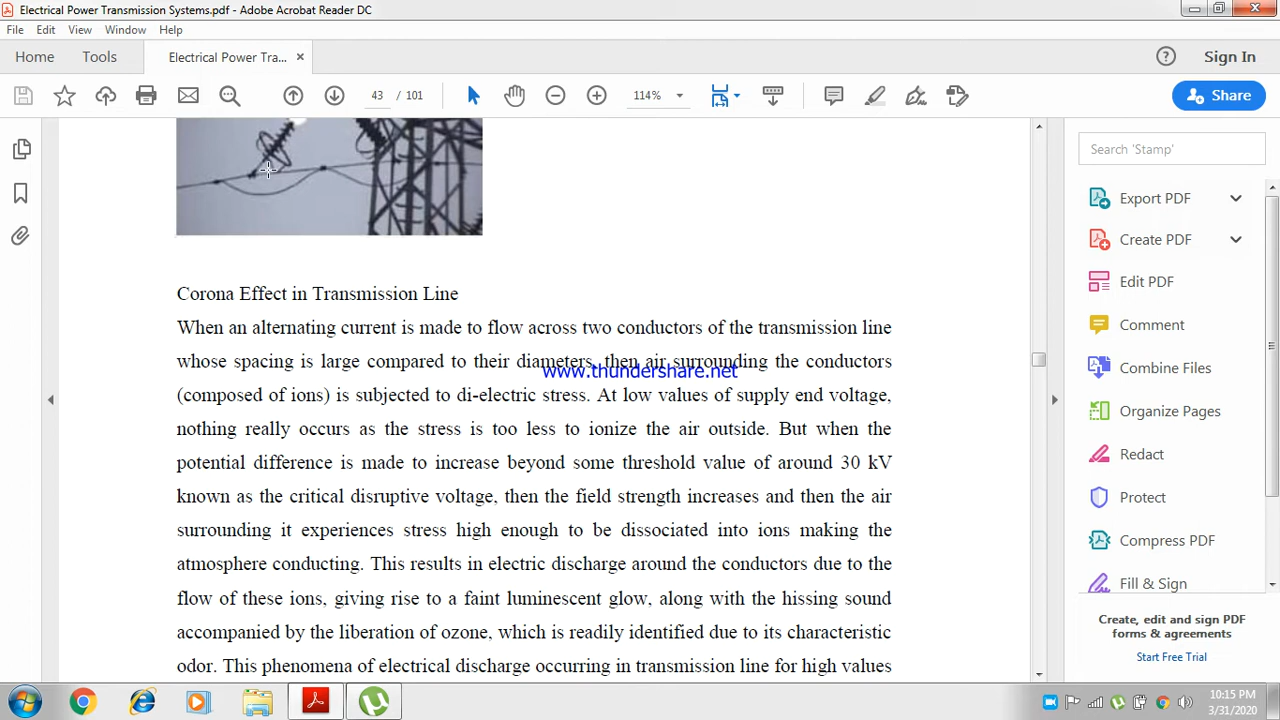 Electrical Power Transmission Systems.pdf - Adobe Acrobat Reader DC
File Edit View Window Help
Home Tools Electrical Power Tra... × Sign In
43 / 101 114% Share
Search 'Stamp'
Export PDF
Create PDF
Edit PDF
Comment
Combine Files
Organize Pages
Redact
Protect
Compress PDF
Fill & Sign
Create, edit and sign PDF
forms & agreements
Start Free Trial
Corona Effect in Transmission Line
When an alternating current is made to flow across two conductors of the transmission line
whose spacing is large compared to their diameters, then air surrounding the conductors
www.thundershare.net
(composed of ions) is subjected to di-electric stress. At low values of supply end voltage,
nothing really occurs as the stress is too less to ionize the air outside. But when the
potential difference is made to increase beyond some threshold value of around 30 kV
known as the critical disruptive voltage, then the field strength increases and then the air
surrounding it experiences stress high enough to be dissociated into ions making the
atmosphere conducting. This results in electric discharge around the conductors due to the
flow of these ions, giving rise to a faint luminescent glow, along with the hissing sound
accompanied by the liberation of ozone, which is readily identified due to its characteristic
odor. This phenomena of electrical discharge occurring in transmission line for high values
10:15 PM
3/31/2020